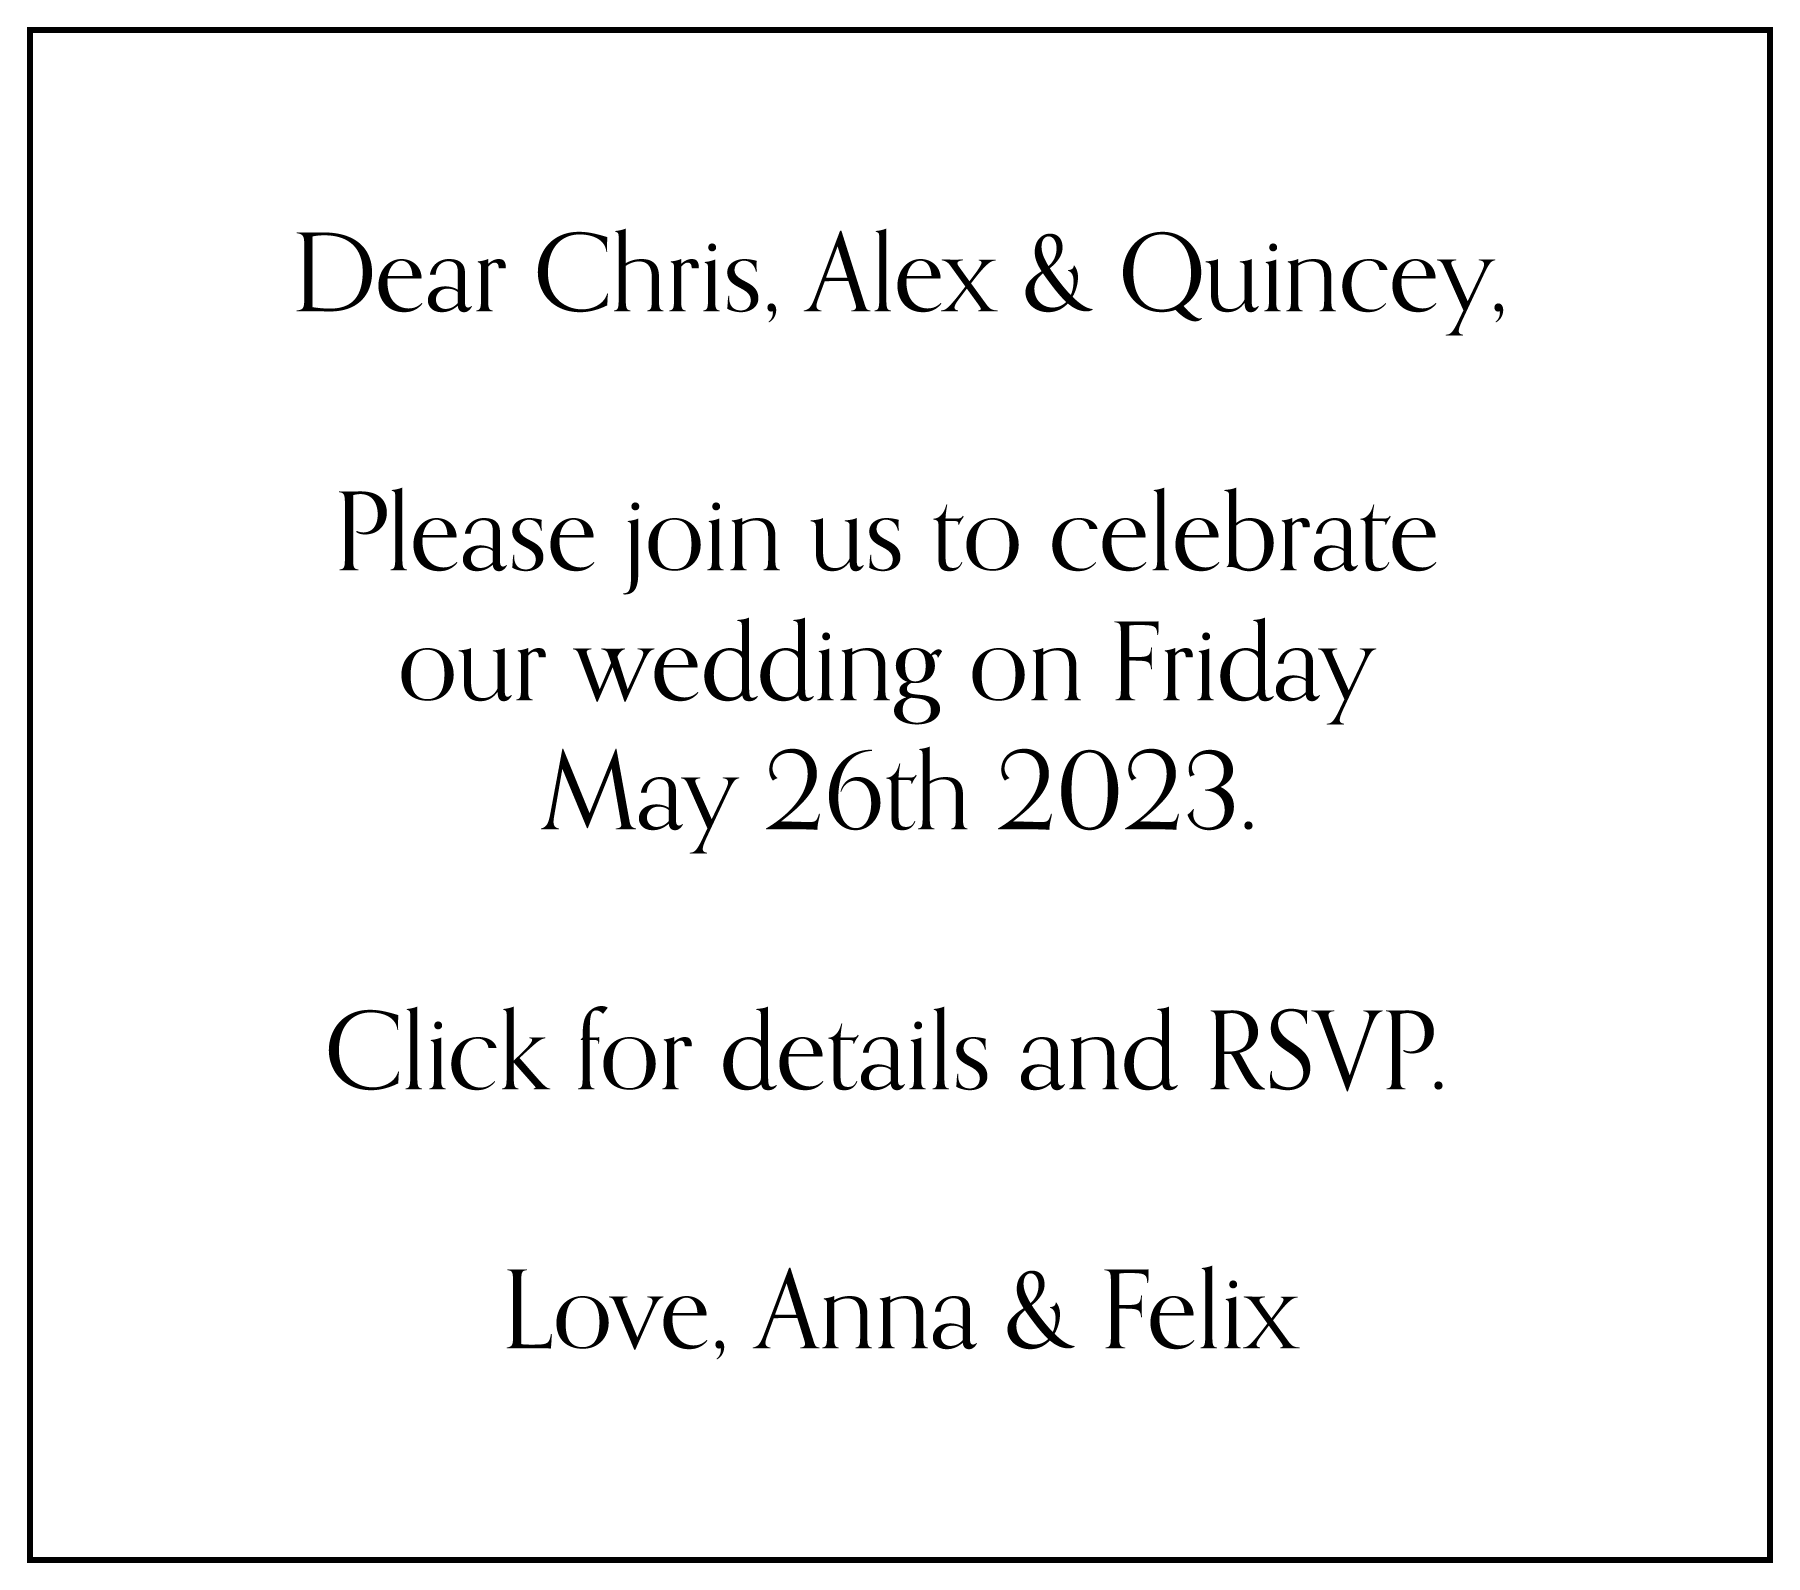 Dear Chris, Alex & Quincey,
Please join us to celebrate
our wedding on Friday
May 26th 2023.
Click for details and RSVP.
Love, Anna & Felix